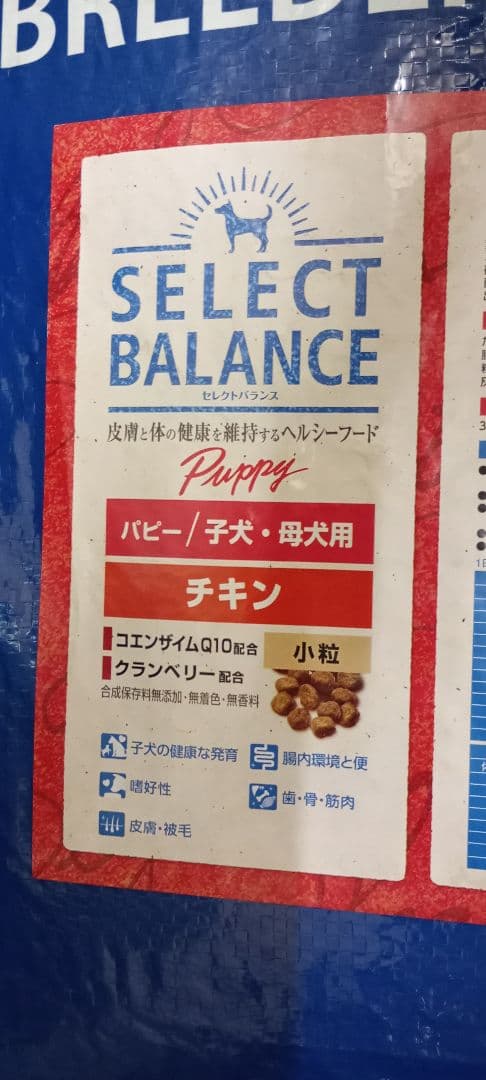 BREEDE
SELECT
BALANCE
セレクトバランス
皮膚と体の健康を維持するヘルシーフード
Puppy
パピー/子犬・母犬用
チキン
コエンザイムQ10配合
クランベリー配合
小粒
合成保存料無添加・無着色・無香料
子犬の健康な発育
腸内環境と便
嗜好性
歯・骨・筋肉
皮膚・被毛